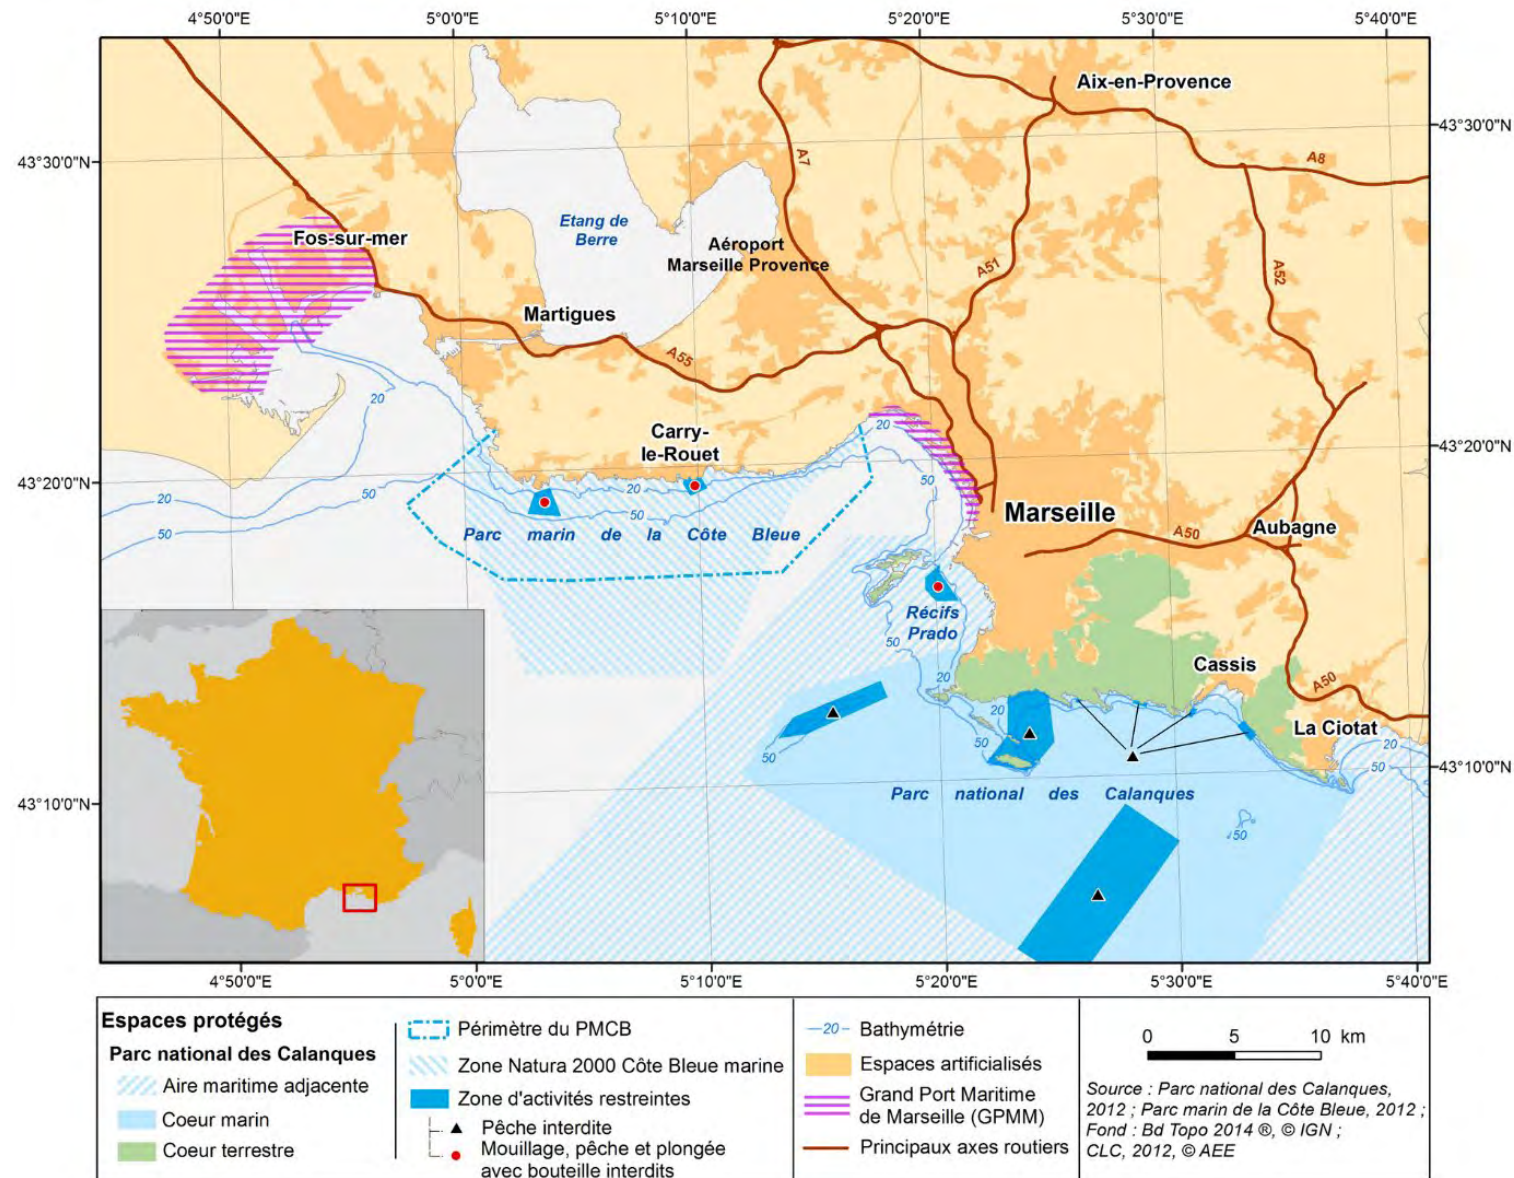 4°50'0"E
5°0'0"E
5°10'0"E
5°20'0"E
5°30'0"E
5°40'0"E
Aix-en-Provence
43°30'0"N
43°30'0"N
A7
A8
Etang de
Berre
Fos-sur-mer
Aéroport
Marseille Provence
A51
A52
Martigues
A55
20
Carry-
le-Rouet
20
43°20'0"N
43°20'0"N
20
50
50
20
50
50
Marseille
Parc marin de la Côte Bleue
A50
Aubagne
Récifs
Prado
50
20
Cassis
A50
20
50
La Ciotat
20
50
50
43°10'0"N
43°10'0"N
Parc national des Calanques
50
4°50'0"E
5°0'0"E
5°10'0"E
5°20'0"E
5°30'0"E
5°40'0"E
Espaces protégés
Parc national des Calanques
Aire maritime adjacente
Coeur marin
Coeur terrestre
Périmètre du PMCB
Zone Natura 2000 Côte Bleue marine
Zone d'activités restreintes
Pêche interdite
Mouillage, pêche et plongée
avec bouteille interdits
20
Bathymétrie
Espaces artificialisés
Grand Port Maritime
de Marseille (GPMM)
Principaux axes routiers
0 5 10 km
Source : Parc national des Calanques,
2012 ; Parc marin de la Côte Bleue, 2012 ;
Fond : Bd Topo 2014 ®, © IGN ;
CLC, 2012, © AEE